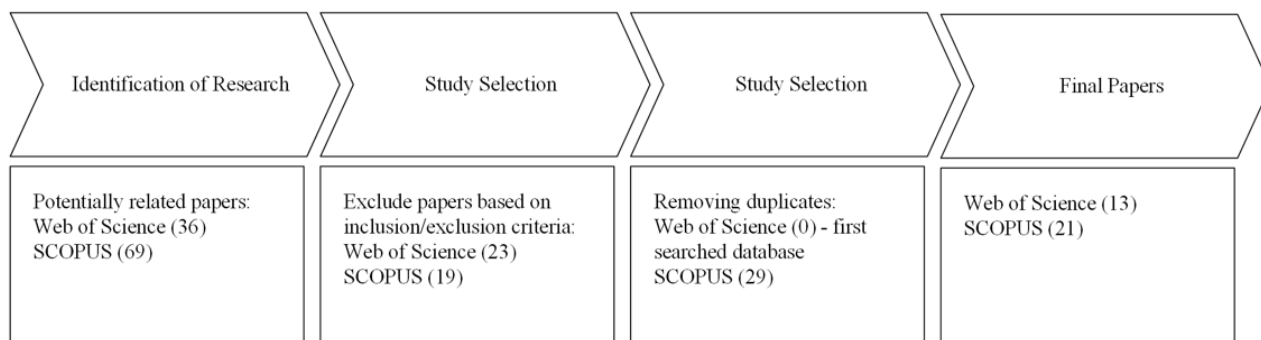 Identification of Research
Study Selection
Study Selection
Final Papers
Potentially related papers:
Web of Science (36)
SCOPUS (69)
Exclude papers based on
inclusion/exclusion criteria:
Web of Science (23)
SCOPUS (19)
Removing duplicates:
Web of Science (0) - first
searched database
SCOPUS (29)
Web of Science (13)
SCOPUS (21)